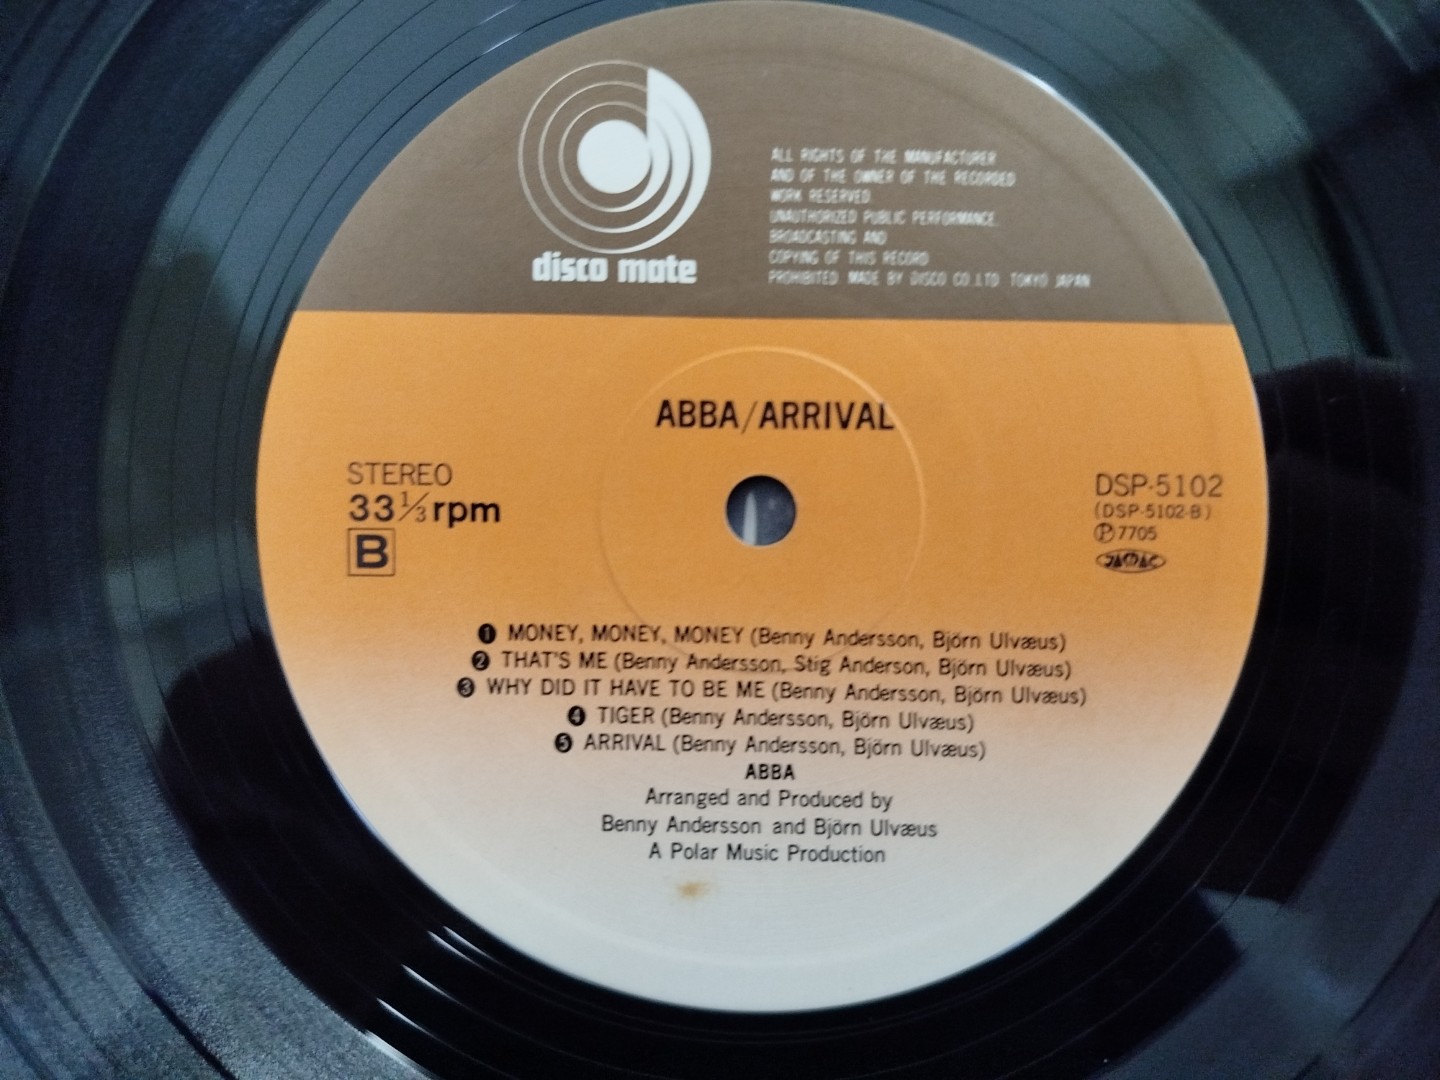 disco mate
ALL RIGHTS OF THE MANUFACTURER
AND OF THE OWNER OF THE RECORDED
WORK RESERVED.
UNAUTHORIZED PUBLIC PERFORMANCE.
BROADCASTING AND
COPYING OF THIS RECORD
PROHIBITED. MADE BY DISCO CO.LTD. TOKYO JAPAN
ABBA/ARRIVAL
STEREO
33⅓rpm
B
DSP-5102
(DSP-5102-B)
Ⓟ7705
JASRAC
❶ MONEY, MONEY, MONEY (Benny Andersson, Björn Ulvæus)
❷ THAT'S ME (Benny Andersson, Stig Anderson, Björn Ulvæus)
❸ WHY DID IT HAVE TO BE ME (Benny Andersson, Björn Ulvæus)
❹ TIGER (Benny Andersson, Björn Ulvæus)
❺ ARRIVAL (Benny Andersson, Björn Ulvæus)
ABBA
Arranged and Produced by
Benny Andersson and Björn Ulvæus
A Polar Music Production